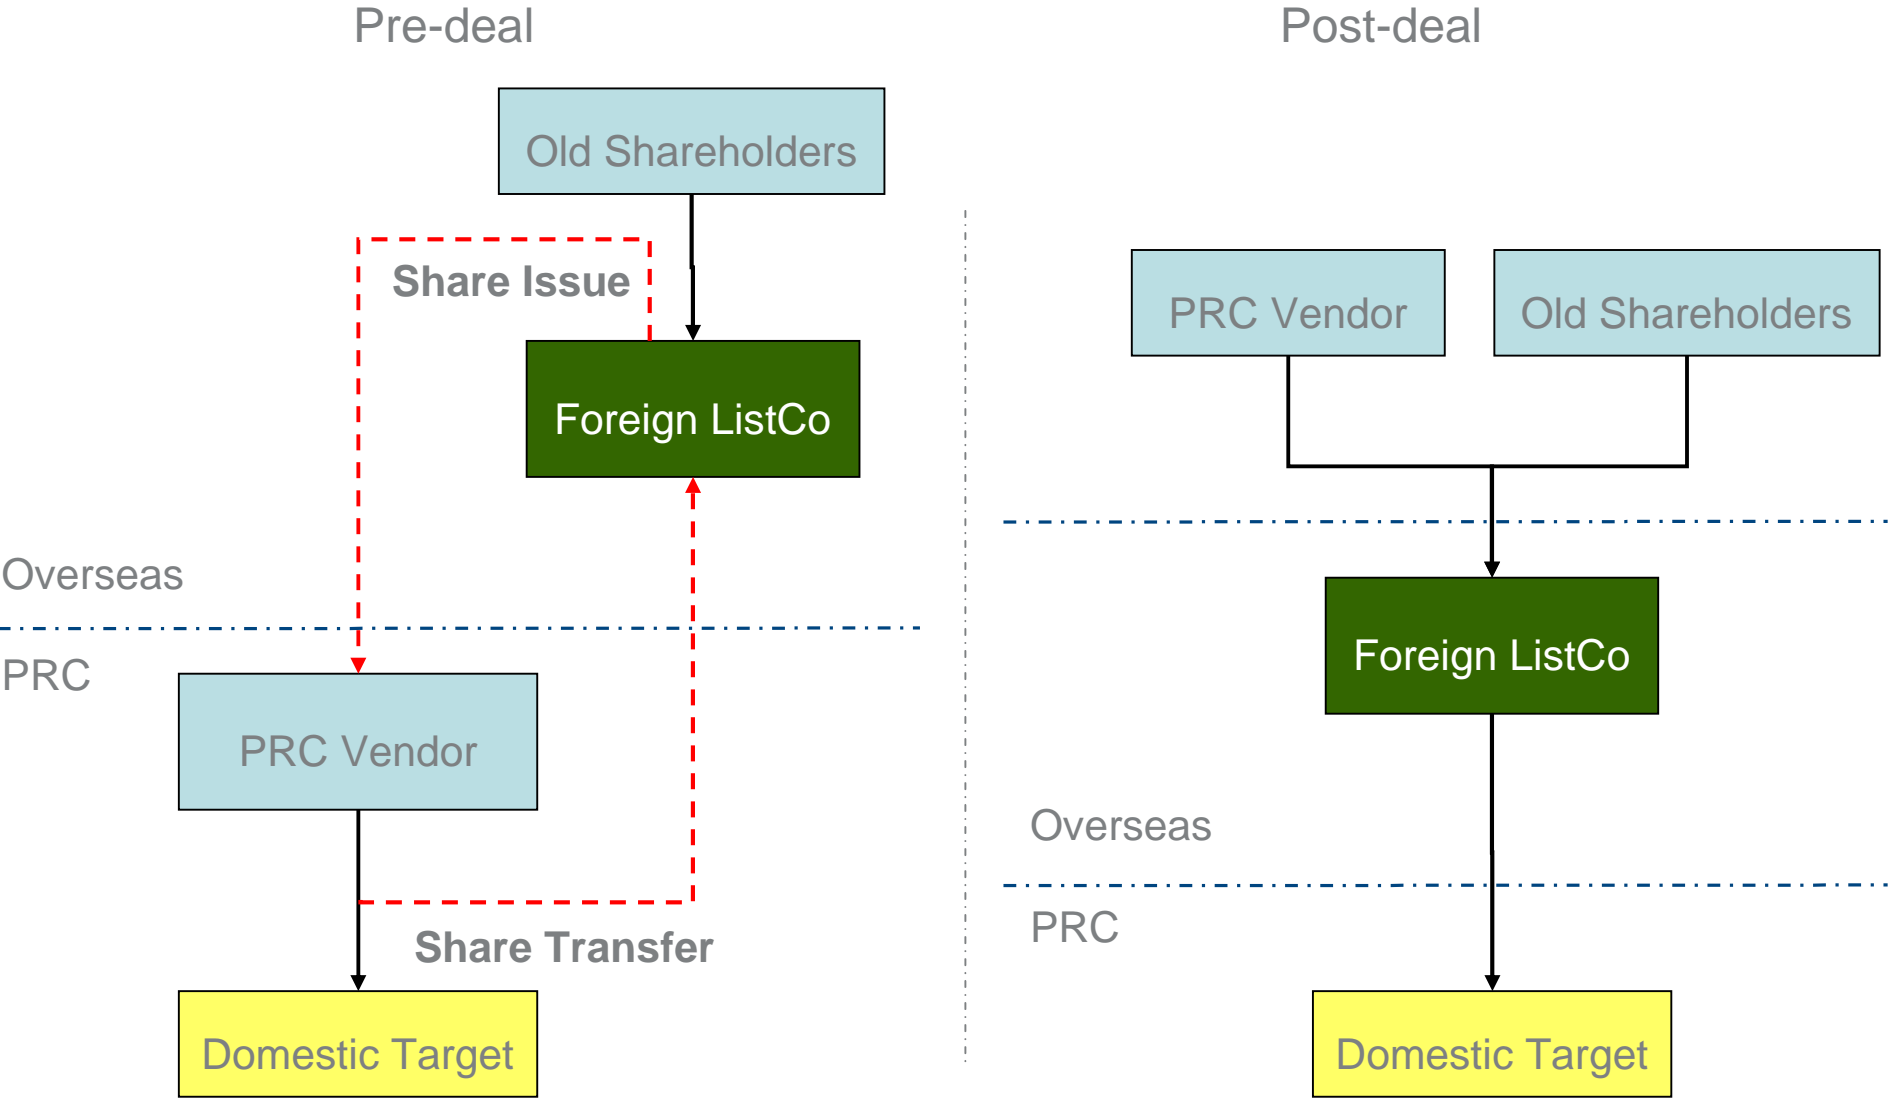 Pre-deal
Old Shareholders
Share Issue
Foreign ListCo
Overseas
PRC
PRC Vendor
Share Transfer
Domestic Target
Post-deal
PRC Vendor
Old Shareholders
Foreign ListCo
Overseas
PRC
Domestic Target